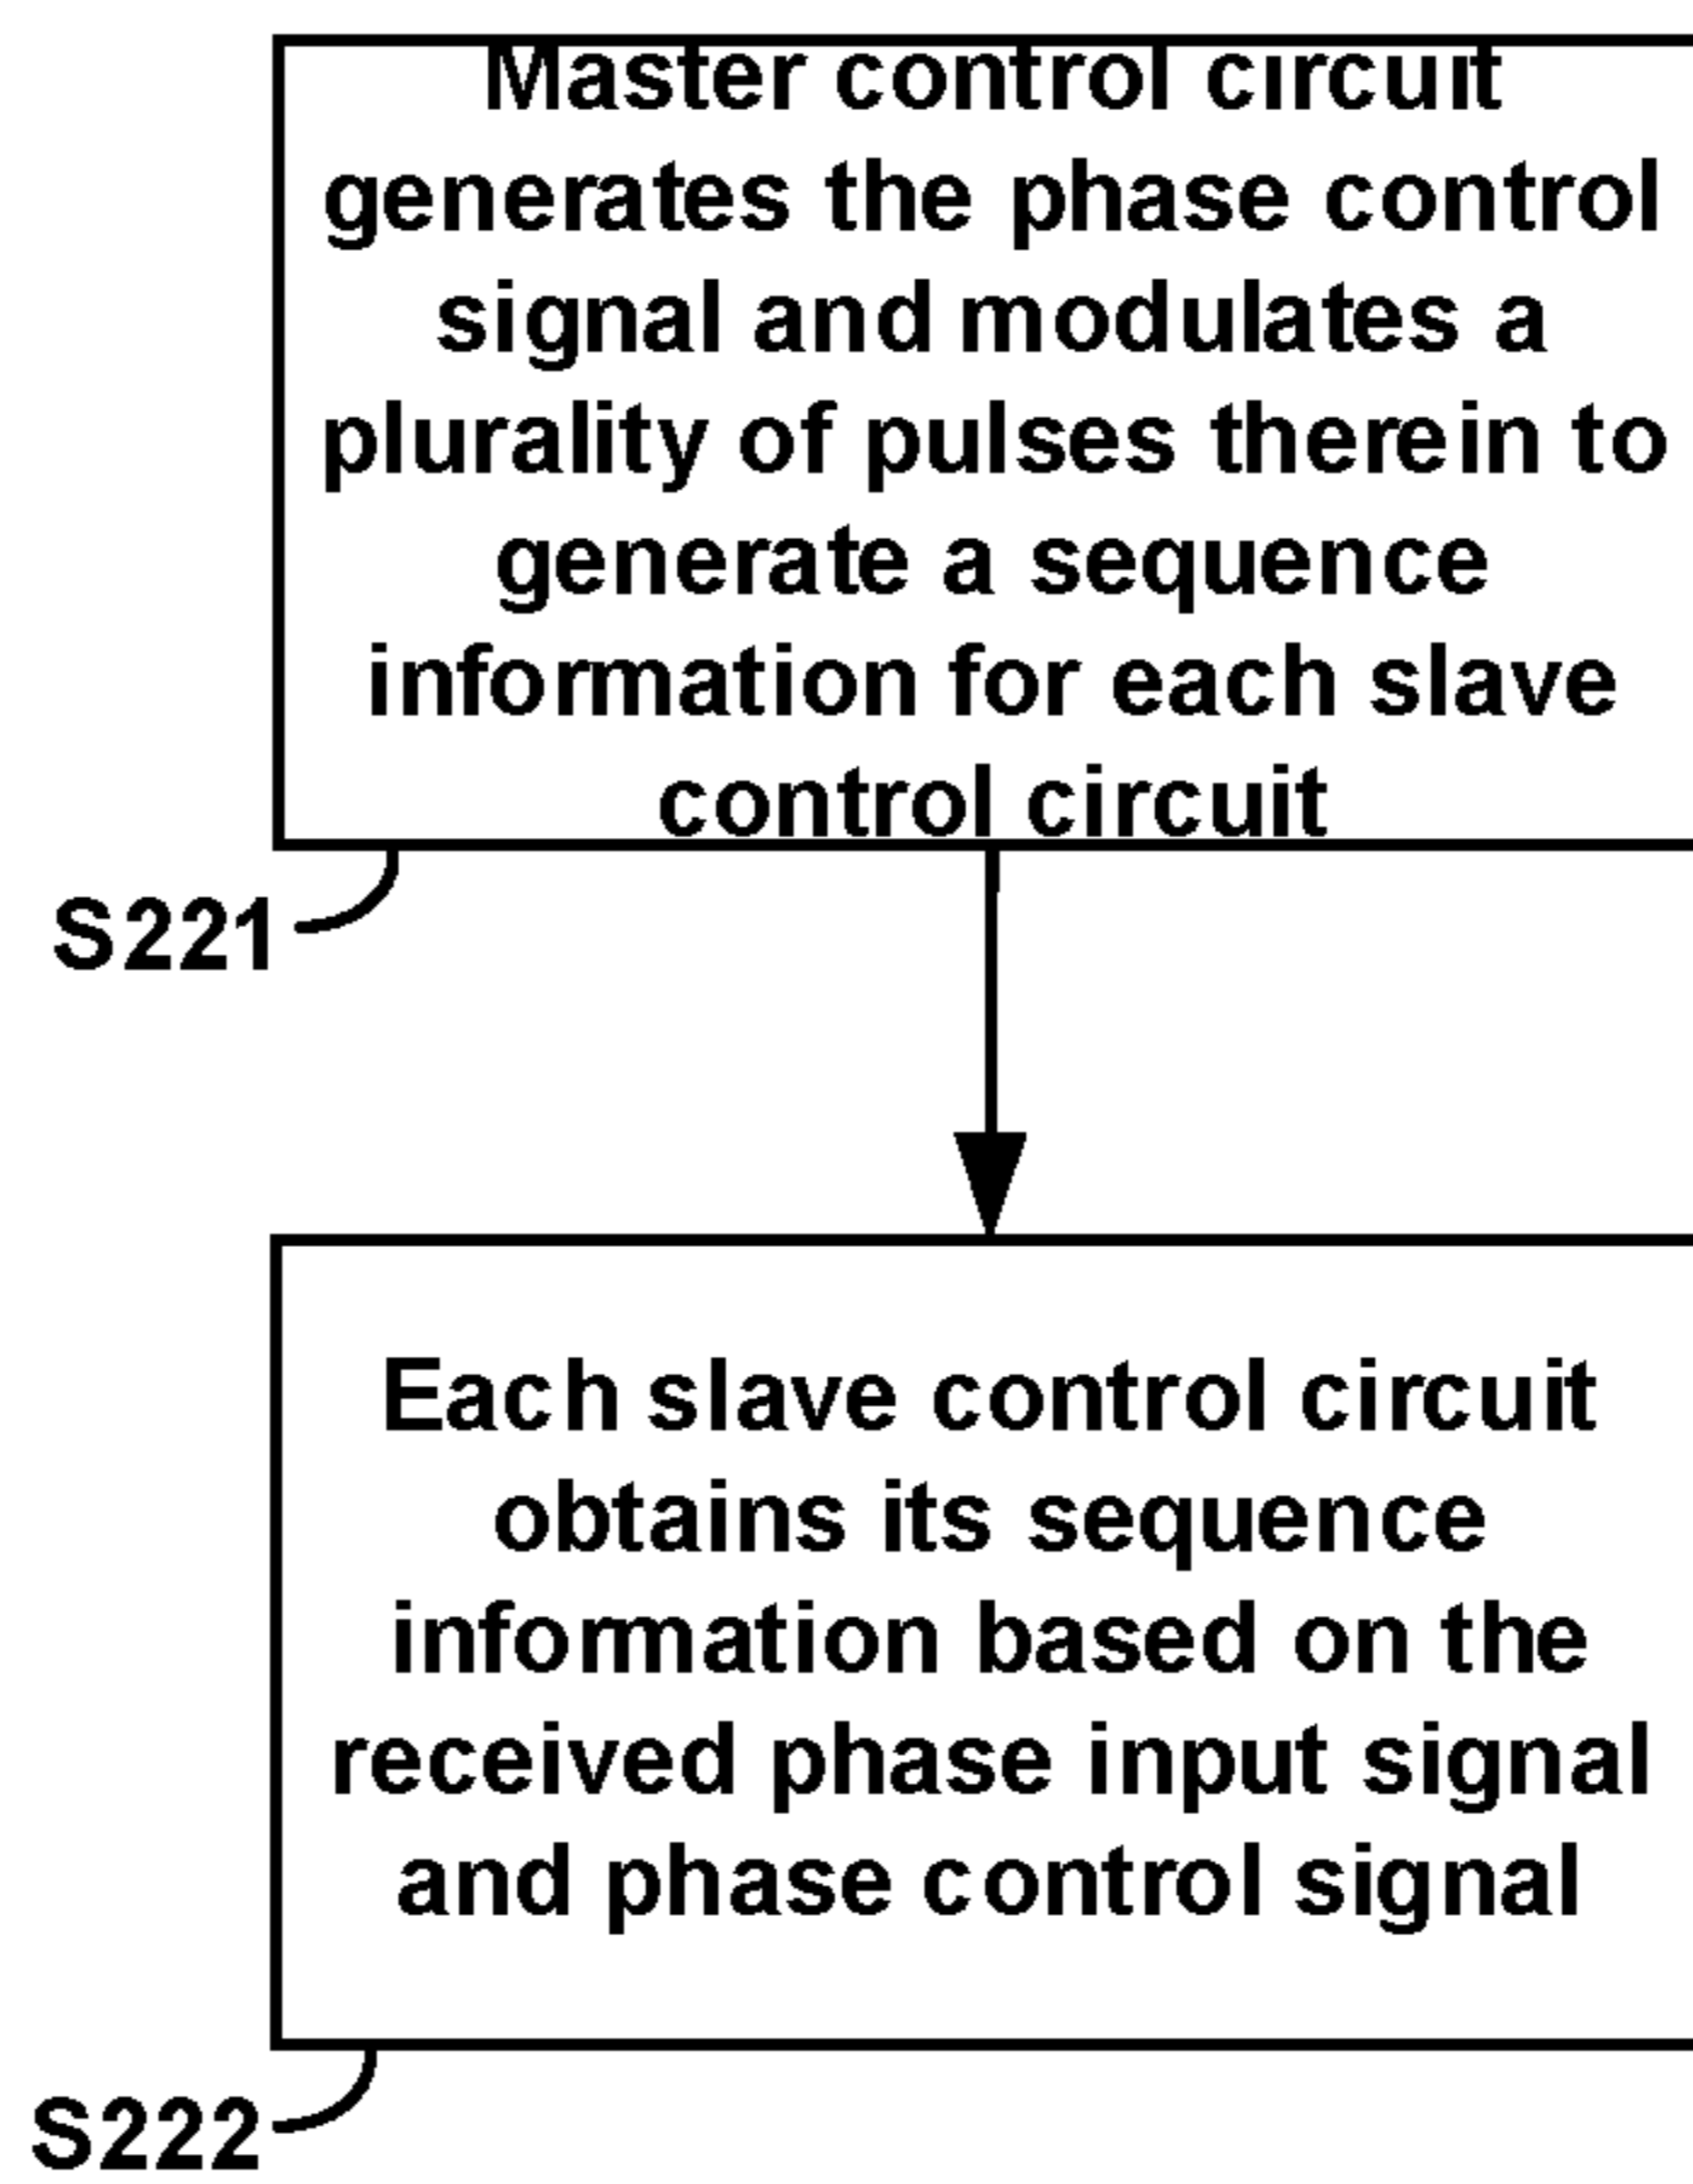 Master control circuit
generates the phase control
signal and modulates a
plurality of pulses therein to
generate a sequence
information for each slave
control circuit
S221
Each slave control circuit
obtains its sequence
information based on the
received phase input signal
and phase control signal
S222